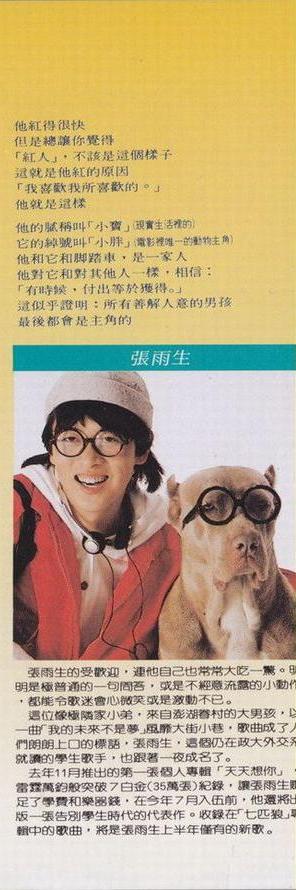 他紅得很快
但是總讓你覺得
「紅人」，不該是這個樣子
這就是他紅的原因
「我喜歡我所喜歡的。」
他就是這樣
他的膩稱叫「小寶」(現實生活裡的)
它的綽號叫「小胖」(電影裡唯一的動物主角)
他和它和脚踏車，是一家人
他對它和對其他人一樣，相信：
「有時候，付出等於獲得。」
這似乎證明：所有善解人意的男孩
最後都會是主角的
張雨生
張雨生的受歡迎，連他自己也常常大吃一驚。明
明是極普通的一句問答，或是不經意流露的小動作
，都能令歌迷會心微笑或是激動不已。
這位像極隣家小弟，來自澎湖眷村的大男孩，以
一曲「我的未來不是夢」風靡大街小巷，歌曲成了人
們朗朗上口的標語，張雨生，這個仍在政大外交系
就讀的學生歌手，也跟著一夜成名了。
去年11月推出的第一張個人專輯「天天想你」，
雷霆萬鈞般突破７白金(35萬張)紀錄，讓張雨生
足了學費和樂器錢，在今年７月入伍前，他還將出
版一張告別學生時代的代表作。收錄在「七匹狼」專
輯中的歌曲，將是張雨生上半年僅有的新歌。